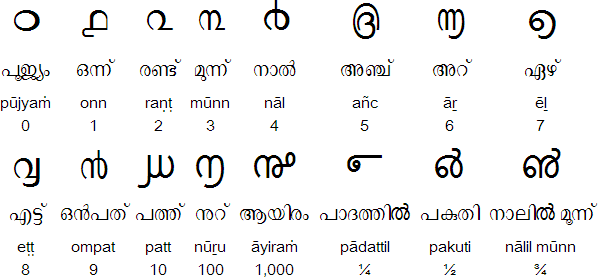 ൦ ൧ ൨ ൩ ൪ ൫ ൬ ൭
പൂജ്യം ഒന്ന് രണ്ട് മുന്ന് നാൽ അഞ്ച് അറ് ഏഴ്
pūjyaṁ onn raṇṭ mūnn nāl añc āṟ ēḻ
0 1 2 3 4 5 6 7
൮ ൯ ൰ ൱ ൲ ൳ ൴ ൵
എട്ട് ഒൻപത് പത്ത് നുറ് ആയിരം പാദത്തിൽ പകുതി നാലിൽ മൂന്ന്
eṭṭ ompat patt nūṟu āyiraṁ pādattil pakuti nālil mūnn
8 9 10 100 1,000 ¼ ½ ¾